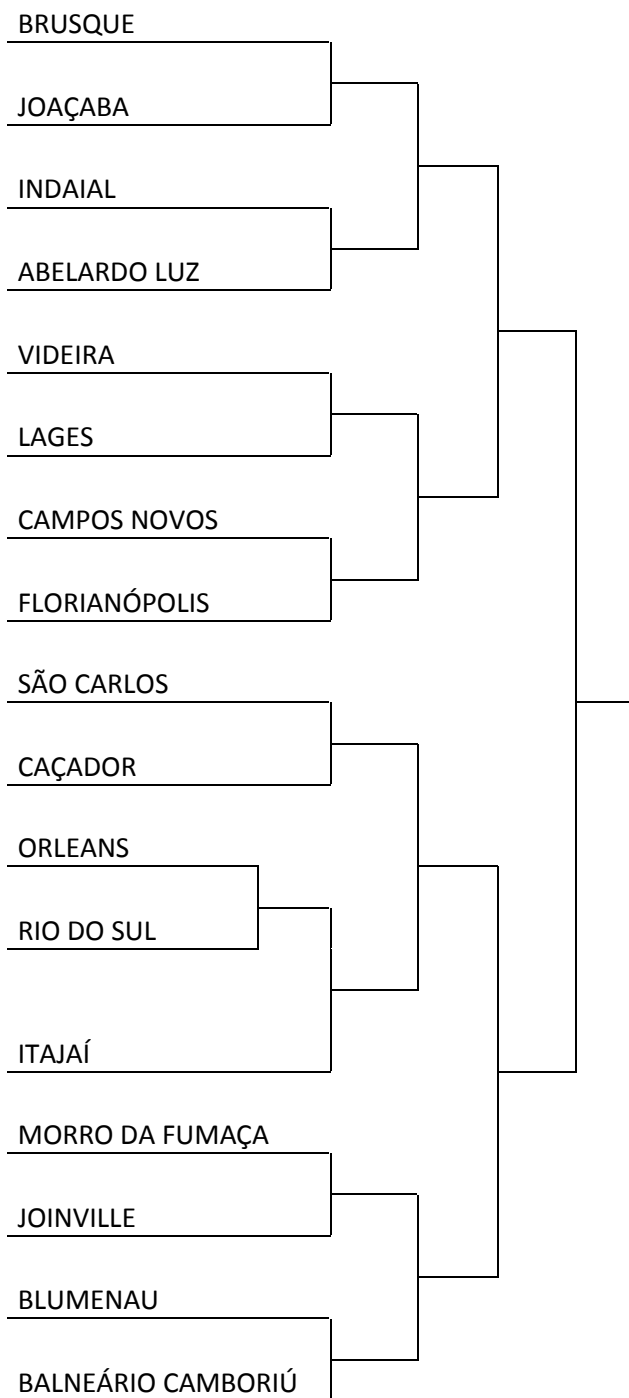 BRUSQUE
JOAÇABA
INDAIAL
ABELARDO LUZ
VIDEIRA
LAGES
CAMPOS NOVOS
FLORIANÓPOLIS
SÃO CARLOS
CAÇADOR
ORLEANS
RIO DO SUL
ITAJAÍ
MORRO DA FUMAÇA
JOINVILLE
BLUMENAU
BALNEÁRIO CAMBORIÚ